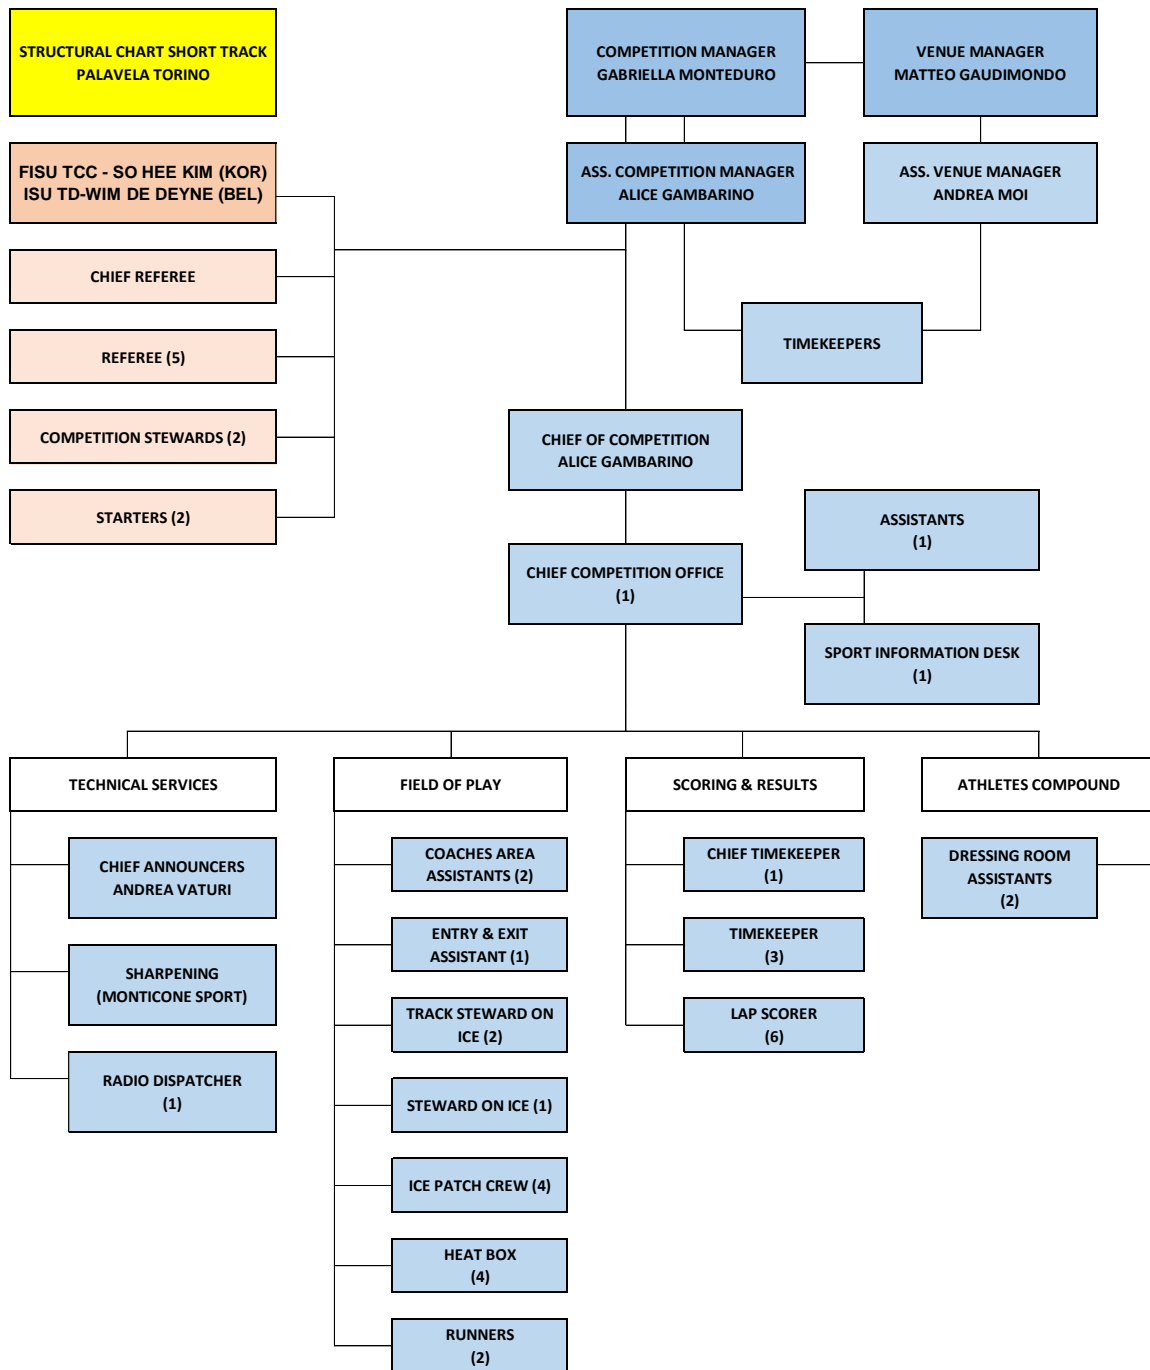 STRUCTURAL CHART SHORT TRACK
PALAVELA TORINO
COMPETITION MANAGER
GABRIELLA MONTEDURO
VENUE MANAGER
MATTEO GAUDIMONDO
FISU TCC - SO HEE KIM (KOR)
ISU TD-WIM DE DEYNE (BEL)
ASS. COMPETITION MANAGER
ALICE GAMBARINO
ASS. VENUE MANAGER
ANDREA MOI
CHIEF REFEREE
REFEREE (5)
TIMEKEEPERS
COMPETITION STEWARDS (2)
CHIEF OF COMPETITION
ALICE GAMBARINO
STARTERS (2)
ASSISTANTS
(1)
CHIEF COMPETITION OFFICE
(1)
SPORT INFORMATION DESK
(1)
TECHNICAL SERVICES
CHIEF ANNOUNCERS
ANDREA VATURI
SHARPENING
(MONTICONE SPORT)
RADIO DISPATCHER
(1)
FIELD OF PLAY
COACHES AREA
ASSISTANTS (2)
ENTRY & EXIT
ASSISTANT (1)
TRACK STEWARD ON
ICE (2)
STEWARD ON ICE (1)
ICE PATCH CREW (4)
HEAT BOX
(4)
RUNNERS
(2)
SCORING & RESULTS
CHIEF TIMEKEEPER
(1)
TIMEKEEPER
(3)
LAP SCORER
(6)
ATHLETES COMPOUND
DRESSING ROOM
ASSISTANTS
(2)